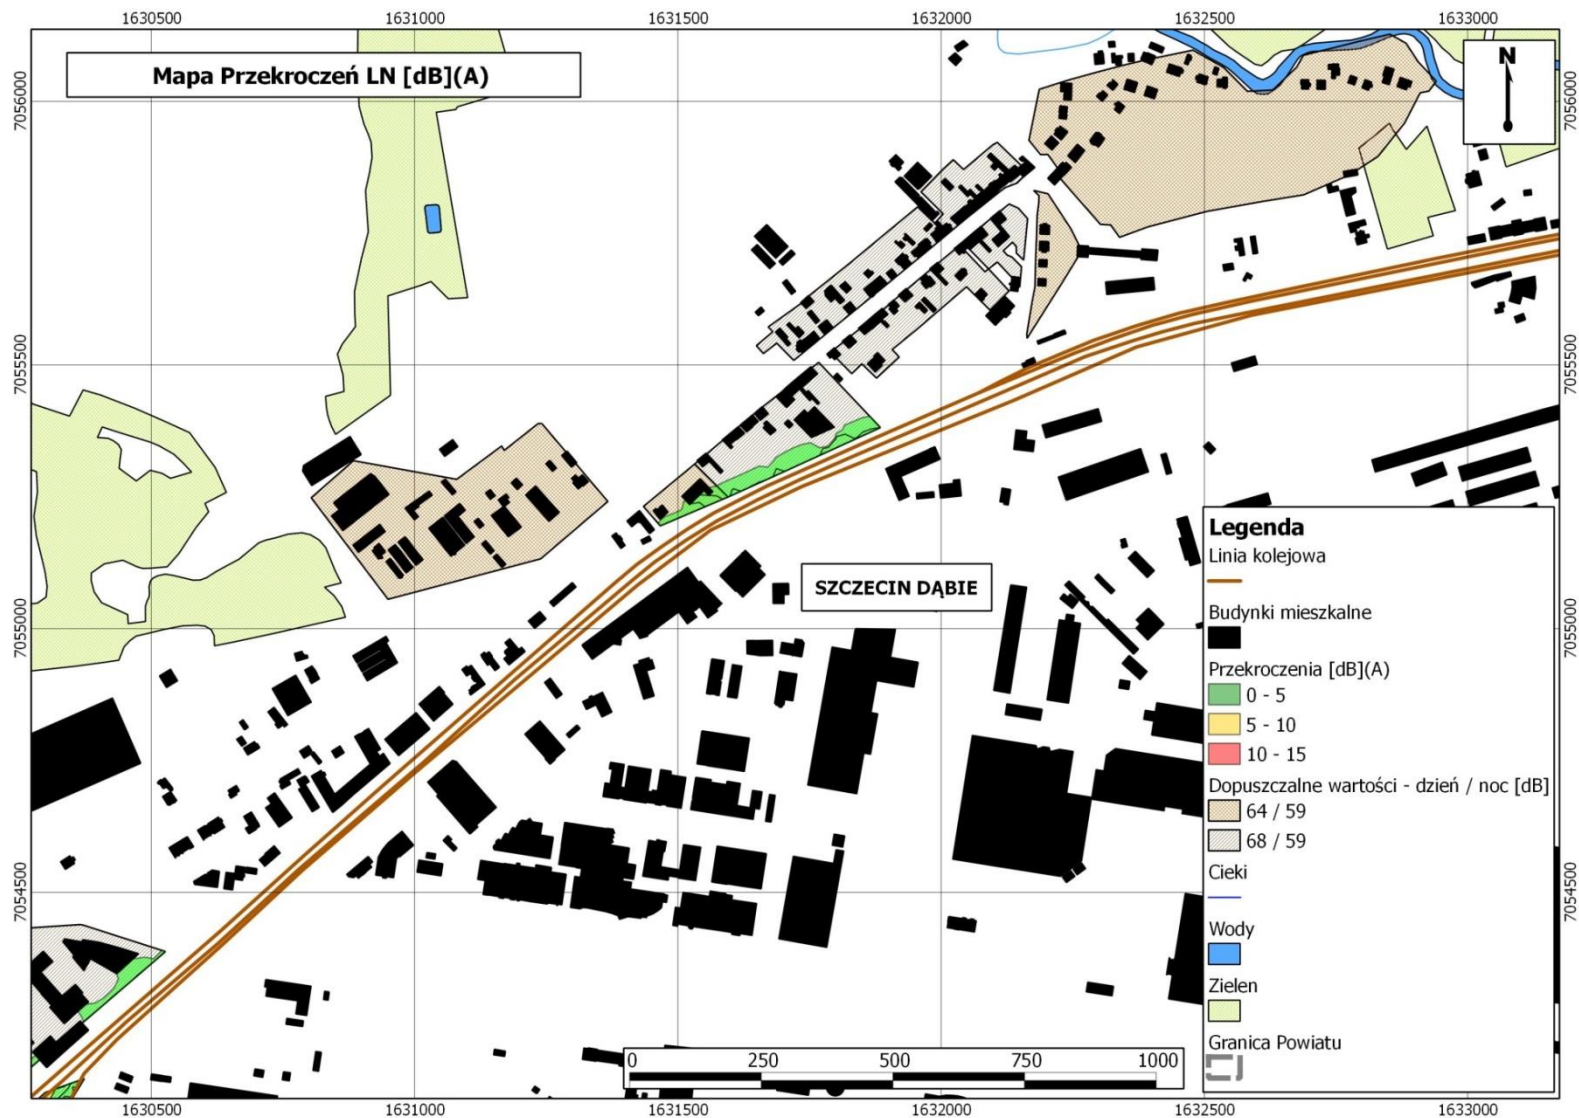 1630500 1631000 1631500 1632000 1632500 1633000
Mapa Przekroczeń LN [dB](A)
N
7056000 7056000
7055500 7055500
SZCZECIN DĄBIE
7055000 7055000
7054500 7054500
Legenda
Linia kolejowa
Budynki mieszkalne
Przekroczenia [dB](A)
0 - 5
5 - 10
10 - 15
Dopuszczalne wartości - dzień / noc [dB]
64 / 59
68 / 59
Cieki
Wody
Zielen
Granica Powiatu
0 250 500 750 1000
1630500 1631000 1631500 1632000 1632500 1633000